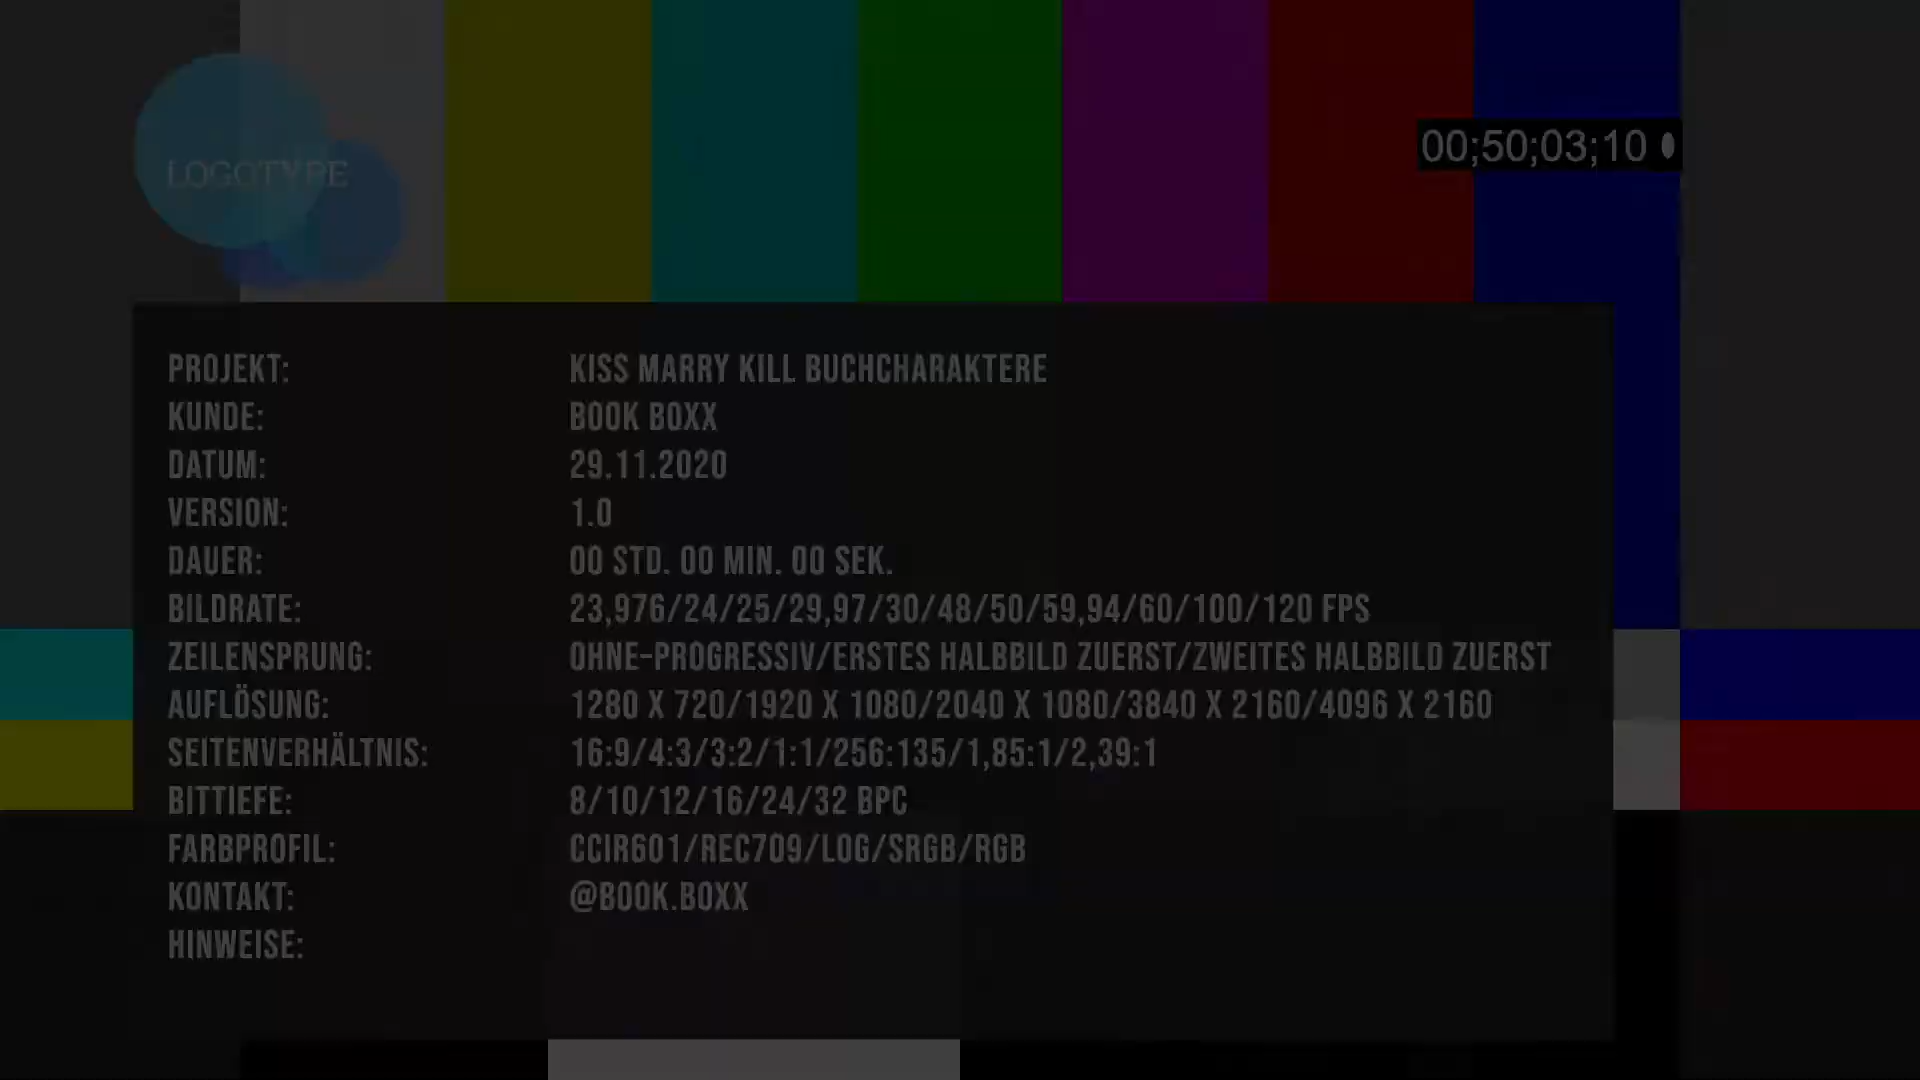 LOGOTYPE
00;50;03;10
PROJEKT: KISS MARRY KILL BUCHCHARAKTERE
KUNDE: BOOK BOXX
DATUM: 29.11.2020
VERSION: 1.0
DAUER: 00 STD. 00 MIN. 00 SEK.
BILDRATE: 23,976/24/25/29,97/30/48/50/59,94/60/100/120 FPS
ZEILENSPRUNG: OHNE-PROGRESSIV/ERSTES HALBBILD ZUERST/ZWEITES HALBBILD ZUERST
AUFLÖSUNG: 1280 X 720/1920 X 1080/2040 X 1080/3840 X 2160/4096 X 2160
SEITENVERHÄLTNIS: 16:9/4:3/3:2/1:1/256:135/1,85:1/2,39:1
BITTIEFE: 8/10/12/16/24/32 BPC
FARBPROFIL: CCIR601/REC709/LOG/SRGB/RGB
KONTAKT: @BOOK.BOXX
HINWEISE: